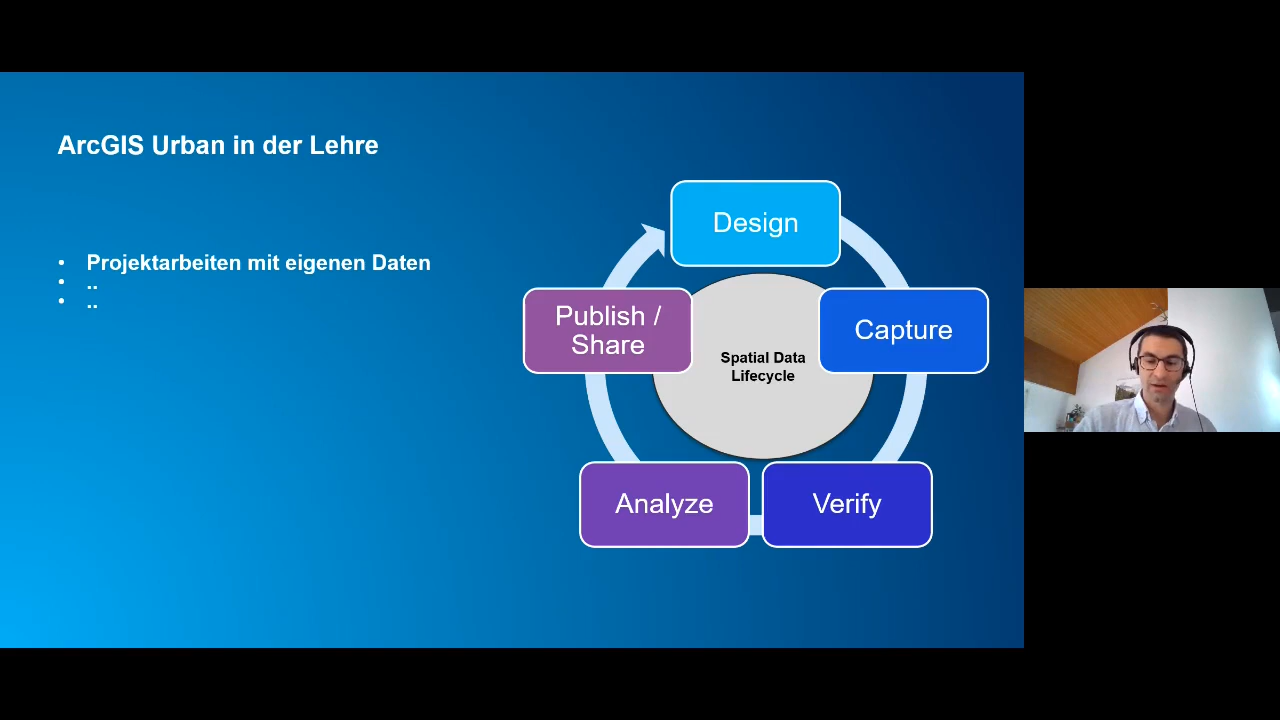 ArcGIS Urban in der Lehre
• Projektarbeiten mit eigenen Daten
• ..
• ..
Design
Capture
Verify
Analyze
Publish /
Share
Spatial Data
Lifecycle